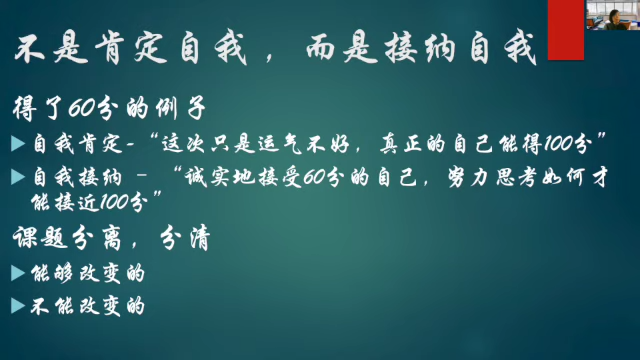 不是肯定自我，而是接纳自我
得了60分的例子
自我肯定-“这次只是运气不好，真正的自己能得100分”
自我接纳 – “诚实地接受60分的自己，努力思考如何才
能接近100分”
课题分离，分清
能够改变的
不能改变的